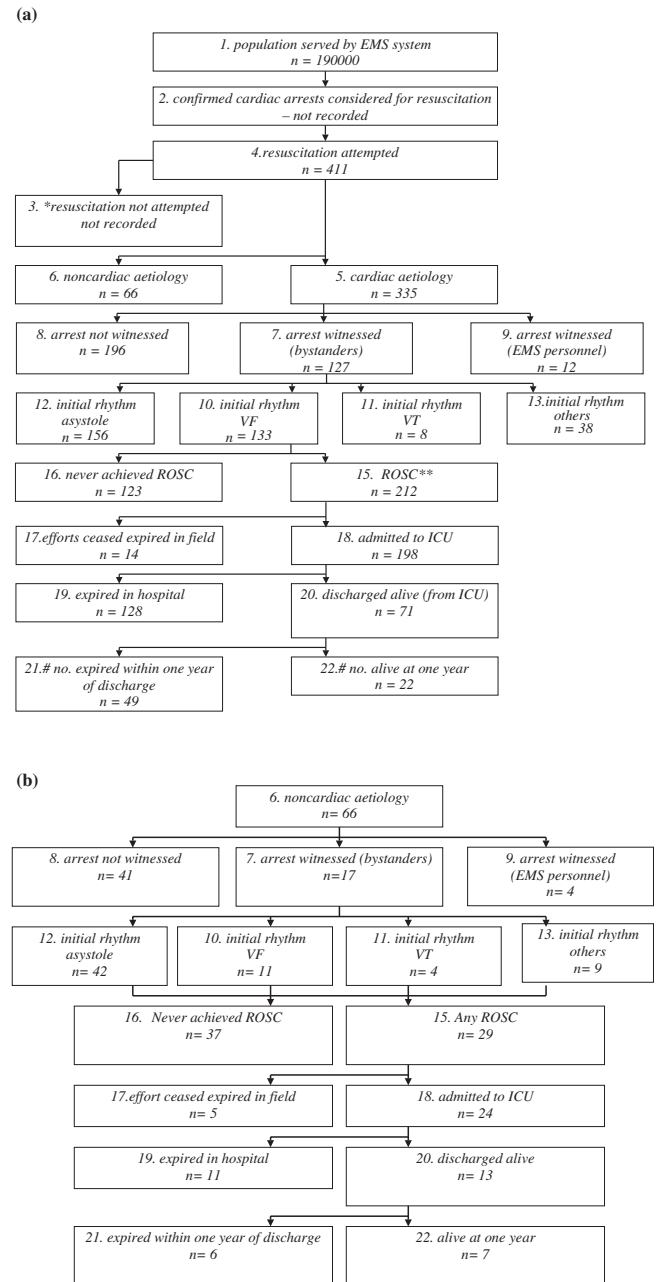 (a)
1. population served by EMS system
n = 190000
2. confirmed cardiac arrests considered for resuscitation
– not recorded
4.resuscitation attempted
n = 411
3. *resuscitation not attempted
not recorded
6. noncardiac aetiology
n = 66
5. cardiac aetiology
n = 335
8. arrest not witnessed
n = 196
7. arrest witnessed
(bystanders)
n = 127
9. arrest witnessed
(EMS personnel)
n = 12
12. initial rhythm
asystole
n = 156
10. initial rhythm
VF
n = 133
11. initial rhythm
VT
n = 8
13.initial rhythm
others
n = 38
16. never achieved ROSC
n = 123
15. ROSC**
n = 212
17.efforts ceased expired in field
n = 14
18. admitted to ICU
n = 198
19. expired in hospital
n = 128
20. discharged alive (from ICU)
n = 71
21.# no. expired within one year
of discharge
n = 49
22.# no. alive at one year
n = 22
(b)
6. noncardiac aetiology
n= 66
8. arrest not witnessed
n= 41
7. arrest witnessed (bystanders)
n=17
9. arrest witnessed
(EMS personnel)
n= 4
12. initial rhythm
asystole
n= 42
10. initial rhythm
VF
n= 11
11. initial rhythm
VT
n= 4
13. initial rhythm
others
n= 9
16. Never achieved ROSC
n= 37
15. Any ROSC
n= 29
17.effort ceased expired in field
n= 5
18. admitted to ICU
n= 24
19. expired in hospital
n= 11
20. discharged alive
n= 13
21. expired within one year of discharge
n= 6
22. alive at one year
n= 7